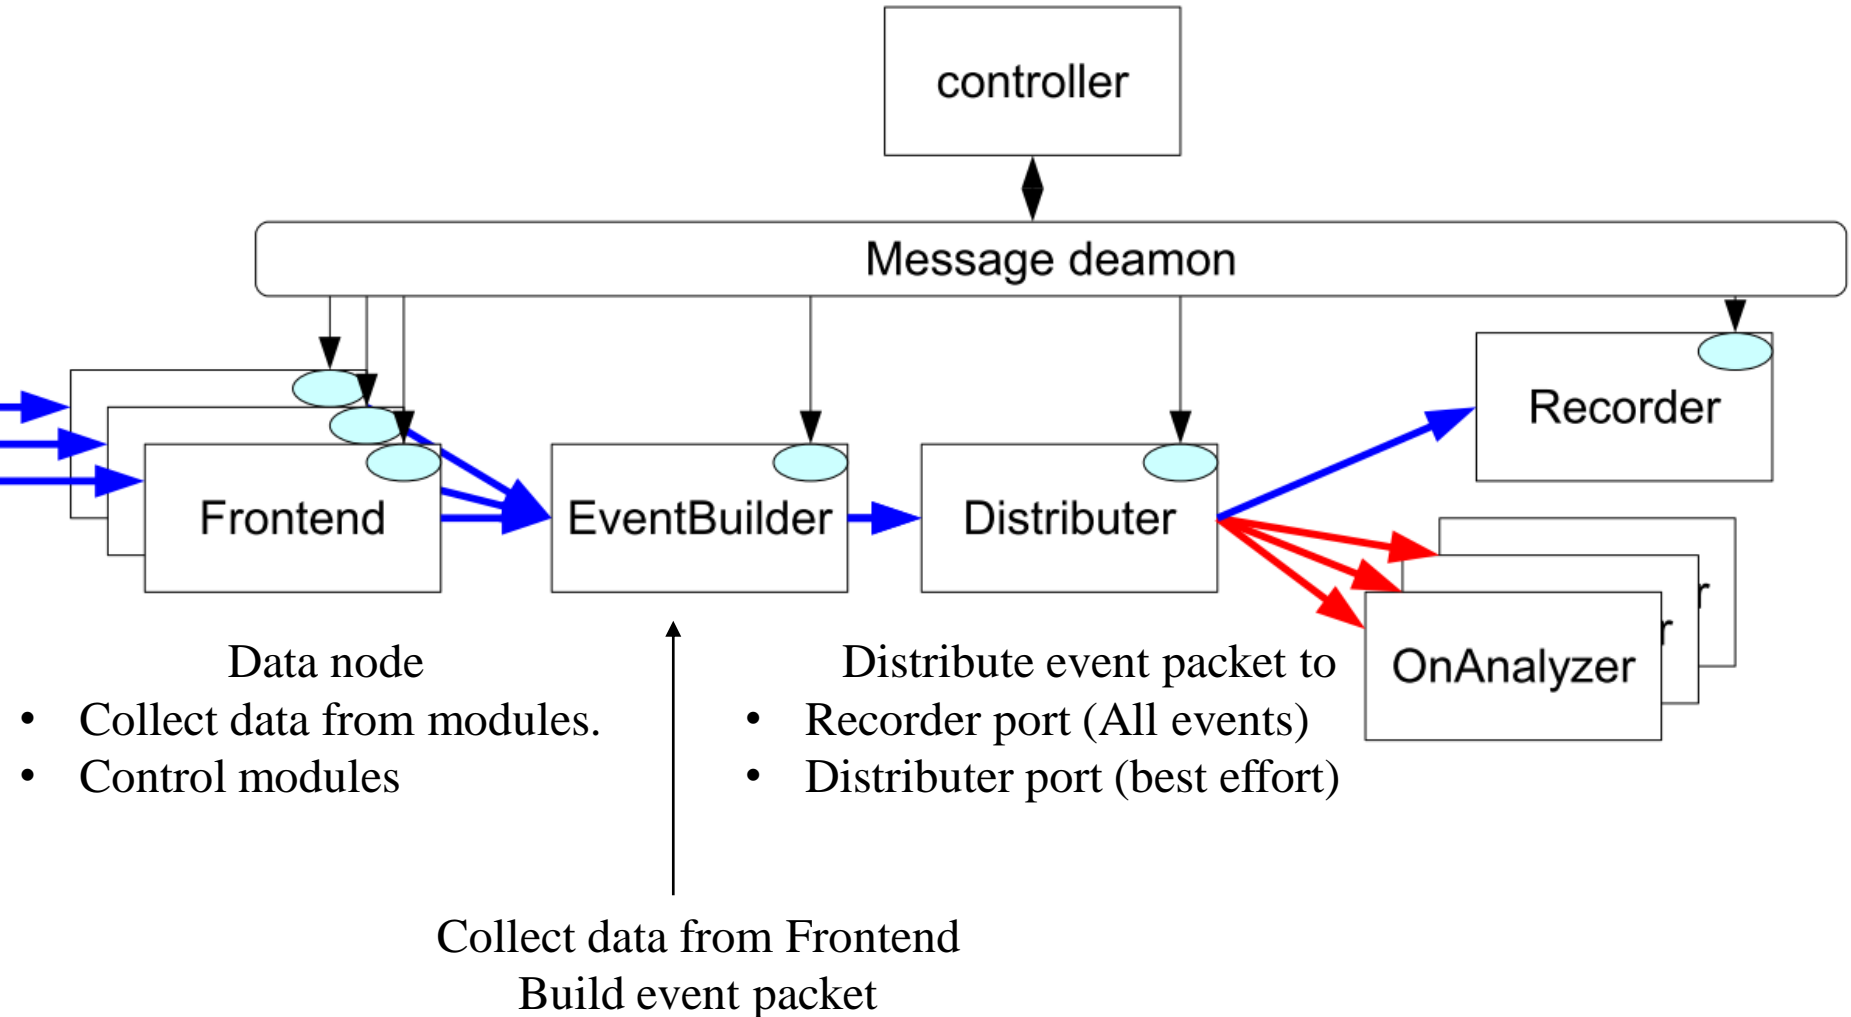 controller
Message deamon
Recorder
Frontend
EventBuilder
Distributer
r
r
OnAnalyzer
Data node
• Collect data from modules.
• Control modules
Distribute event packet to
• Recorder port (All events)
• Distributer port (best effort)
Collect data from Frontend
Build event packet